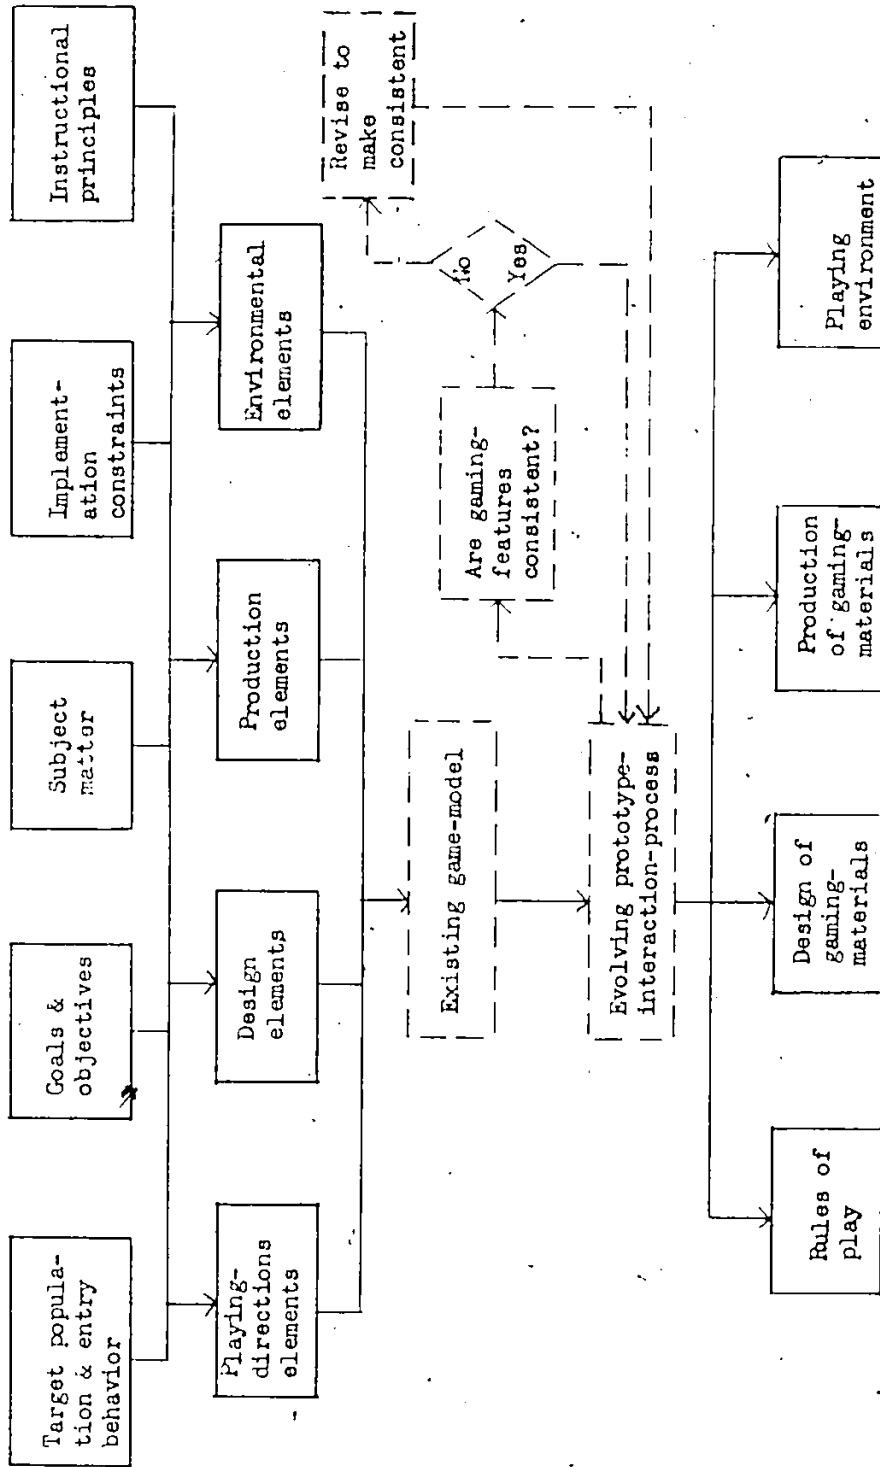 Target popula-
tion & entry
behavior
Goals &
objectives
Subject
matter
Implement-
ation
constraints
Instructional
principles
Playing-
directions
elements
Design
elements
Production
elements
Environmental
elements
Existing game-model
Are gaming-
features
consistent?
No
Yes
Revise to
make
consistent
Evolving prototype-
interaction-process
Rules of
play
Design of
gaming-
materials
Production
of gaming-
materials
Playing
environment